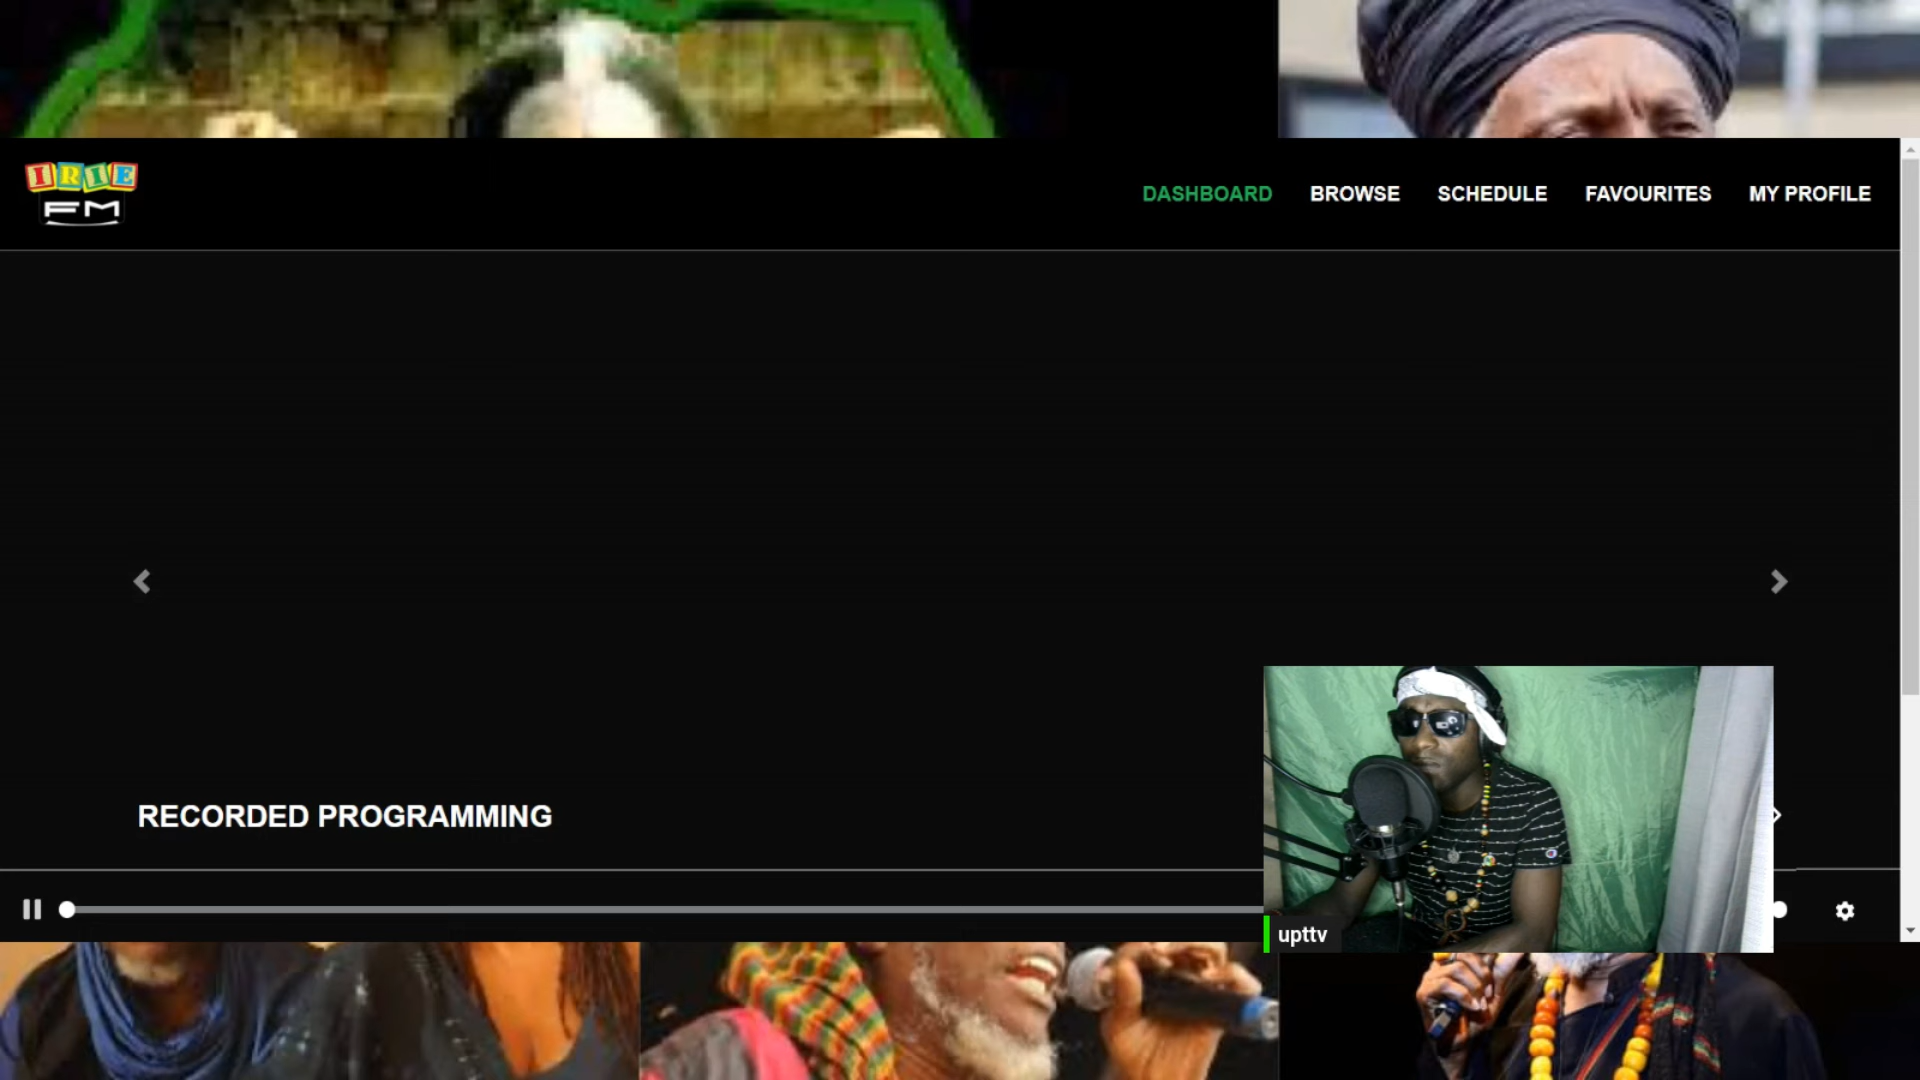 IRIE
FM
DASHBOARD
BROWSE
SCHEDULE
FAVOURITES
MY PROFILE
RECORDED PROGRAMMING
upttv